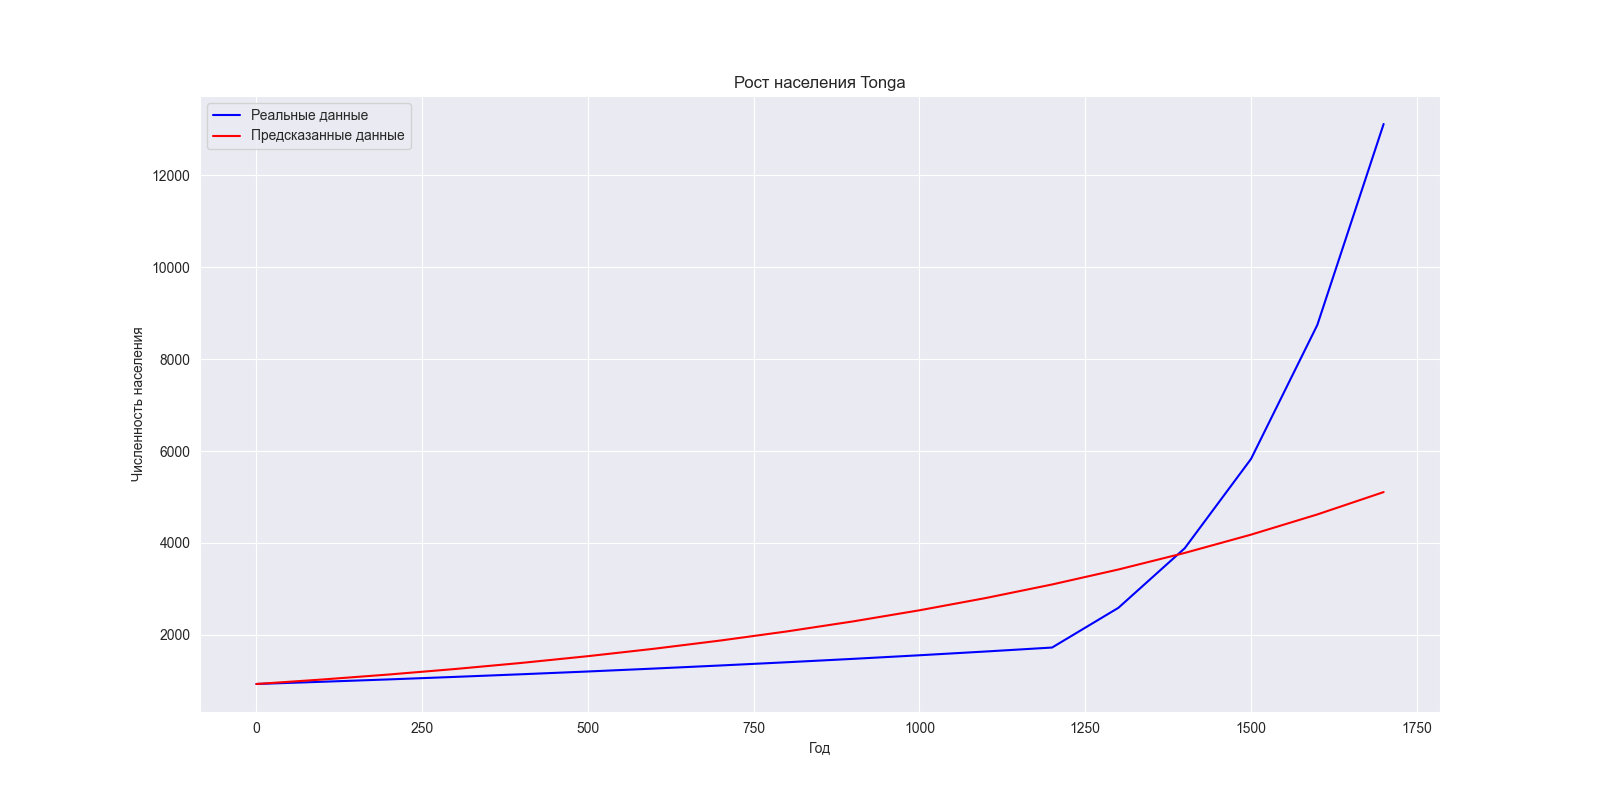 Рост населения Tonga
Реальные данные
Предсказанные данные
12000
10000
8000
6000
4000
2000
Численность населения
0 250 500 750 1000 1250 1500 1750
Год